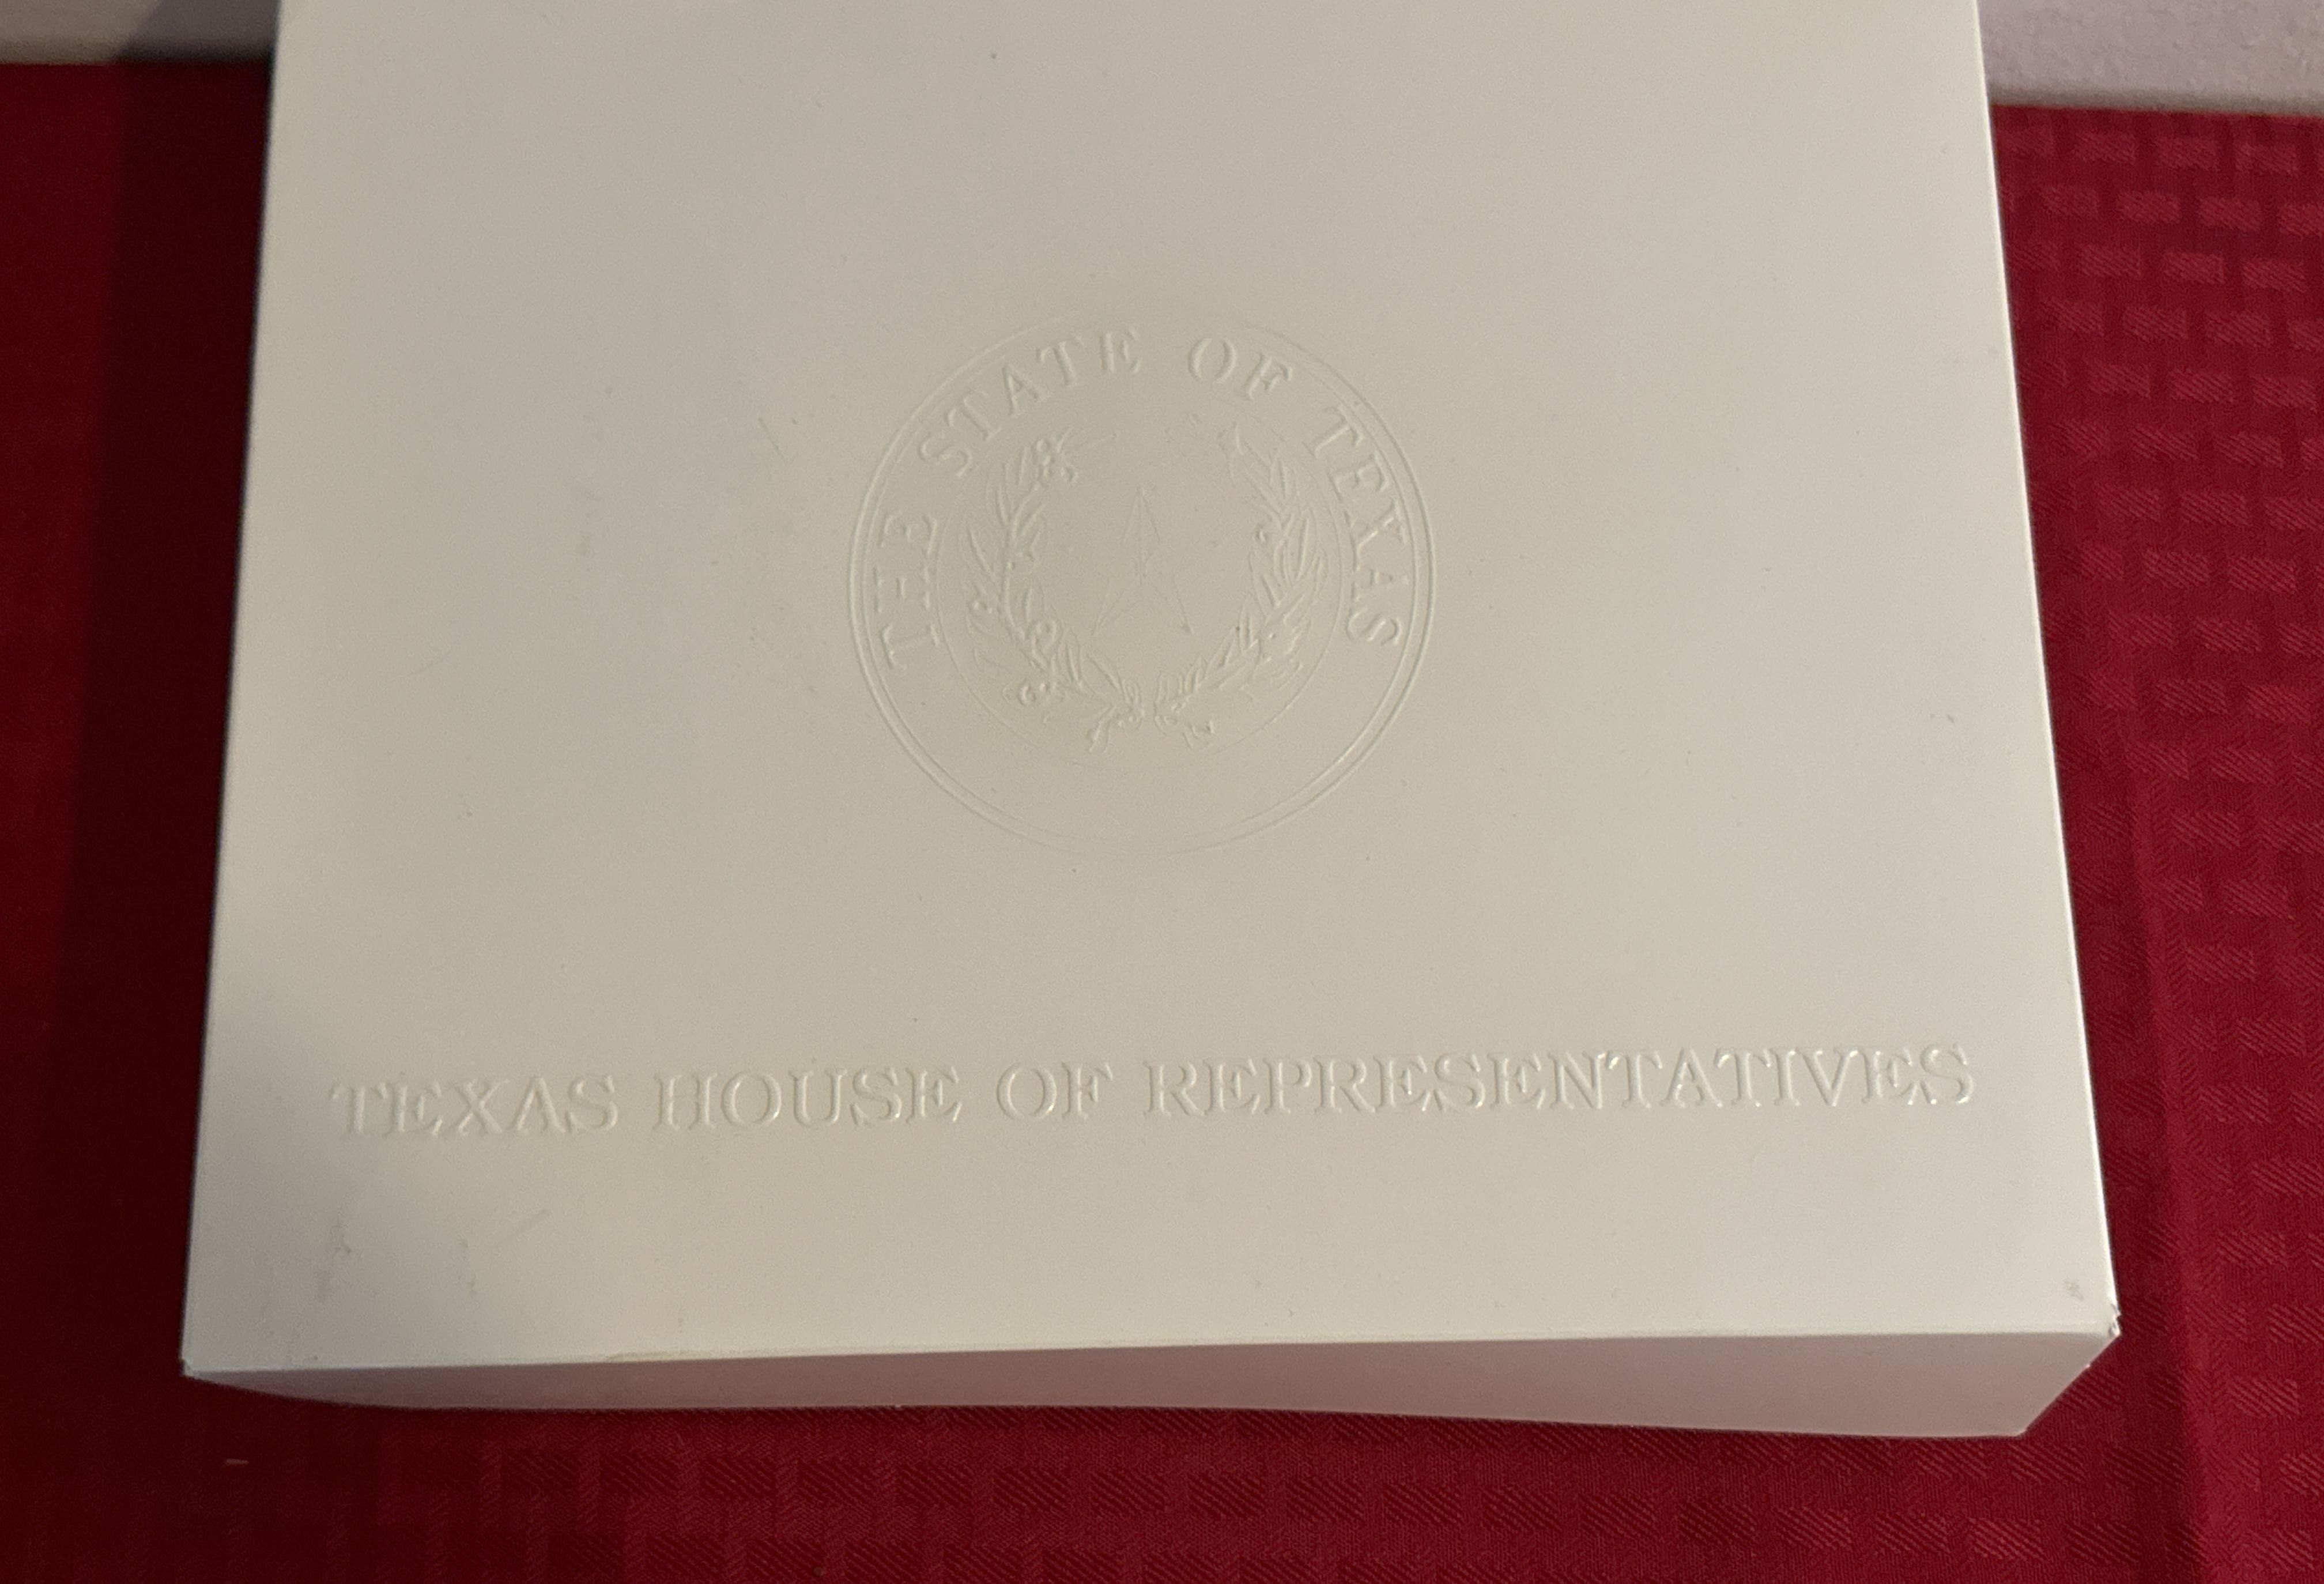 THE STATE OF TEXAS
TEXAS HOUSE OF REPRESENTATIVES